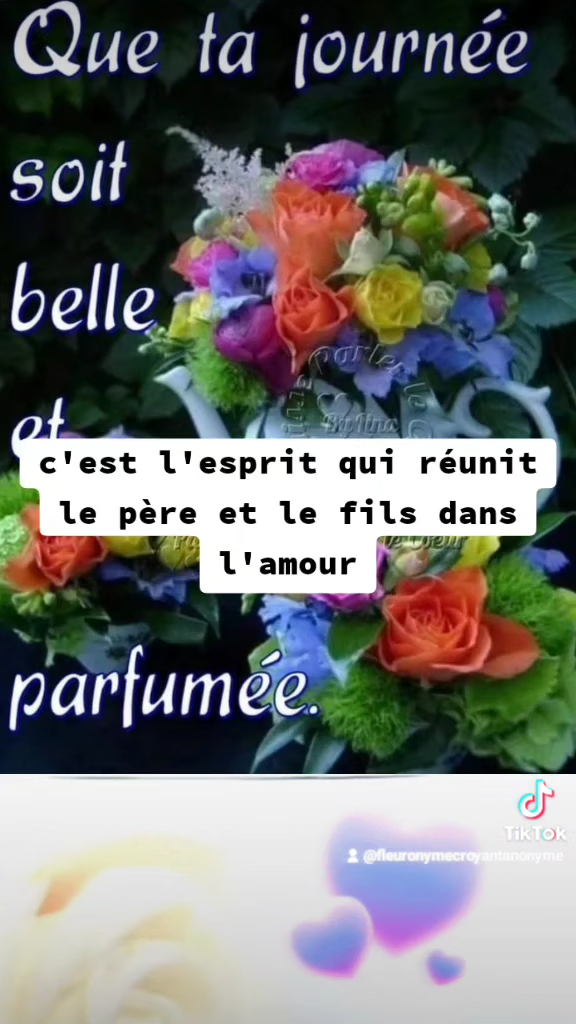 Que ta journée
soit
belle
et
c'est l'esprit qui réunit
le père et le fils dans
l'amour
parfumée.
TikTok
@fleuronymecroyantanonyme